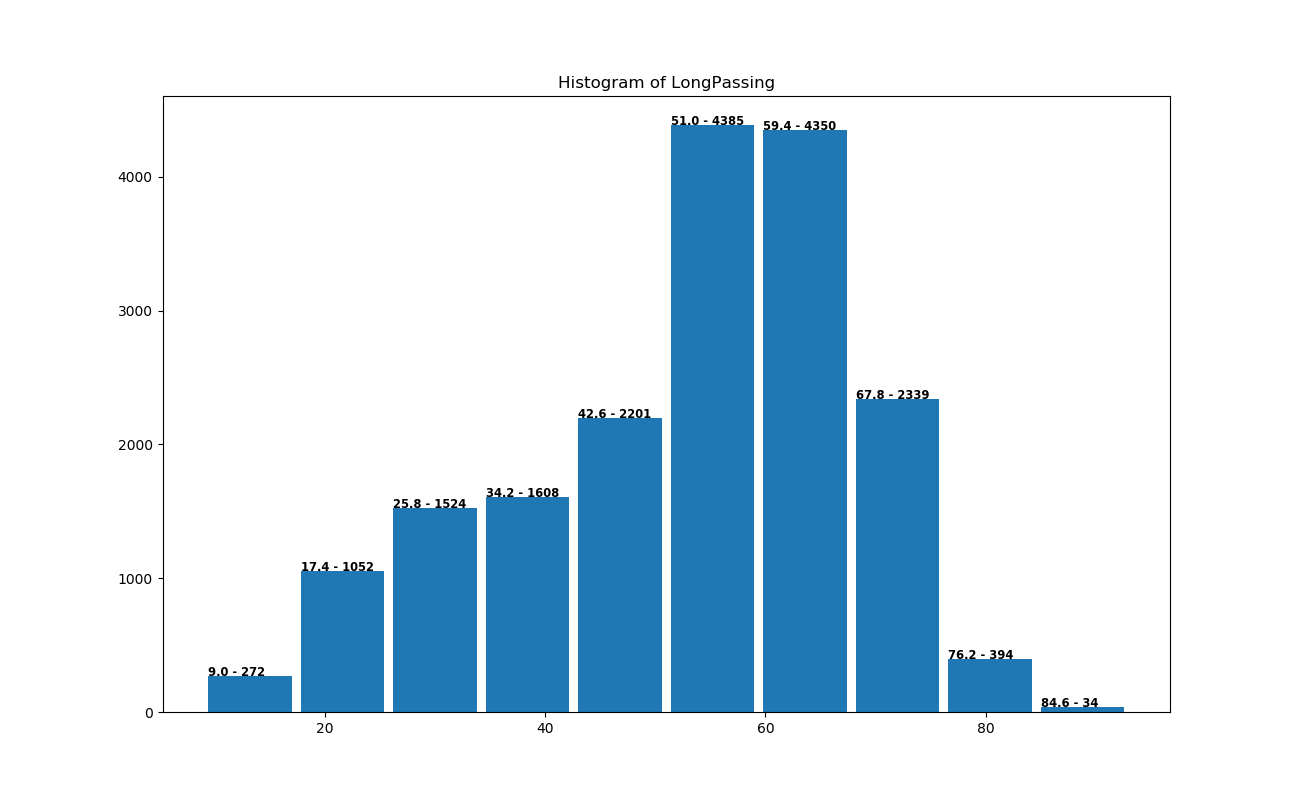 Histogram of LongPassing
51.0 - 4385
59.4 - 4350
4000
3000
67.8 - 2339
42.6 - 2201
2000
34.2 - 1608
25.8 - 1524
17.4 - 1052
1000
9.0 - 272
76.2 - 394
84.6 - 34
0
20 40 60 80